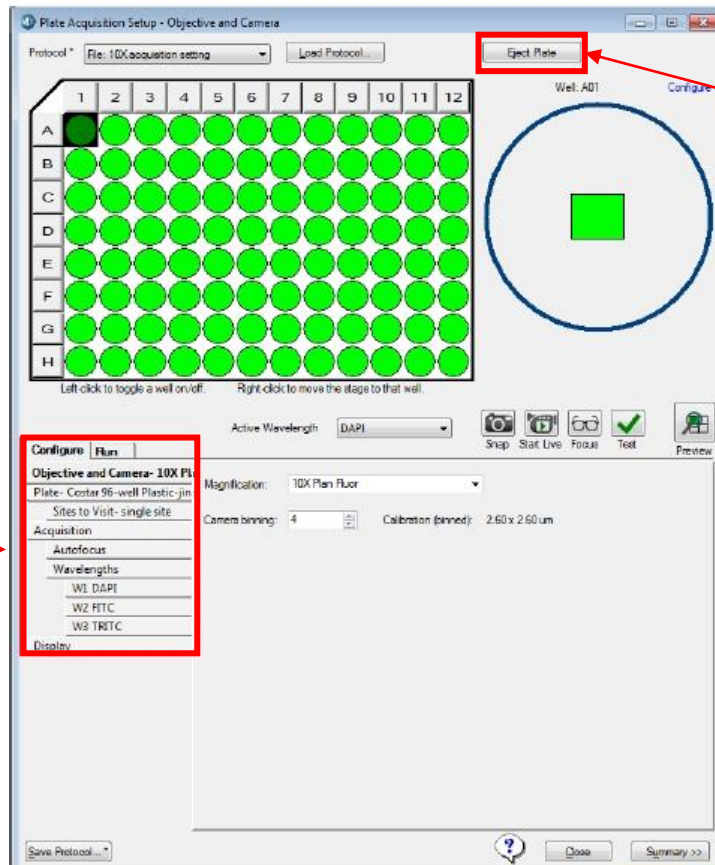 Plate Acquisition Setup - Objective and Camera
Protocol * File: 10X acquisition setting Load Protocol... Eject Plate
Well: A01 Configure
1 2 3 4 5 6 7 8 9 10 11 12
A
B
C
D
E
F
G
H
Left-click to toggle a well on/off. Right-click to move the stage to that well.
Active Wavelength DAPI
Snap Start Live Focus Test Preview
Configure Run
Objective and Camera- 10X Pl
Plate- Costar 96-well Plastic-jin
Sites to Visit- single site
Acquisition
Autofocus
Wavelengths
W1 DAPI
W2 FITC
W3 TRITC
Display
Magnification: 10X Plan Fluor
Camera binning: 4 Calibration (binned): 2.60 x 2.60 um
Save Protocol...* ? Close Summary >>